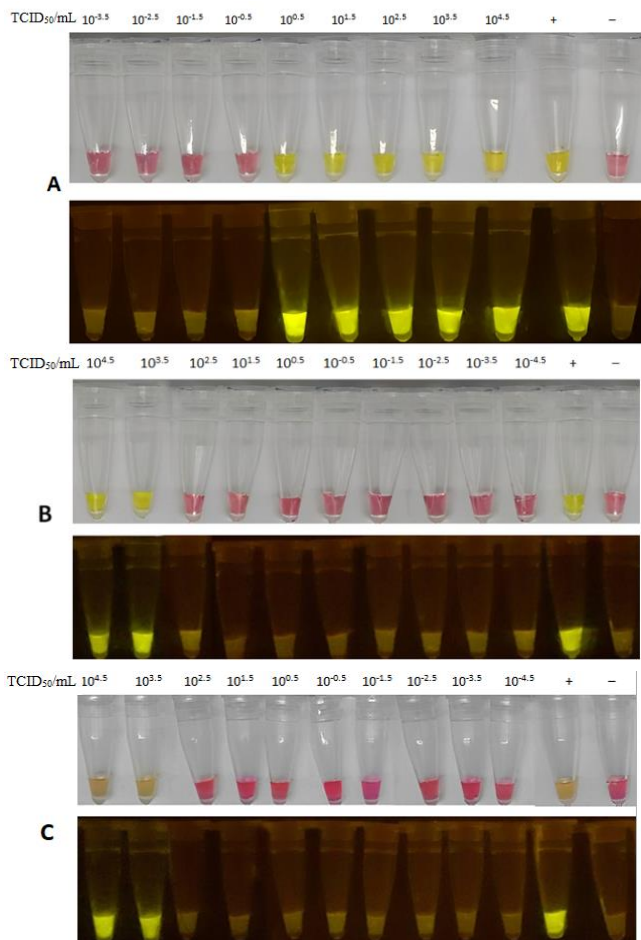 TCID₅₀/mL 10⁻³·⁵ 10⁻²·⁵ 10⁻¹·⁵ 10⁻⁰·⁵ 10⁰·⁵ 10¹·⁵ 10²·⁵ 10³·⁵ 10⁴·⁵ + −
A
TCID₅₀/mL 10⁴·⁵ 10³·⁵ 10²·⁵ 10¹·⁵ 10⁰·⁵ 10⁻⁰·⁵ 10⁻¹·⁵ 10⁻²·⁵ 10⁻³·⁵ 10⁻⁴·⁵ + −
B
TCID₅₀/mL 10⁴·⁵ 10³·⁵ 10²·⁵ 10¹·⁵ 10⁰·⁵ 10⁻⁰·⁵ 10⁻¹·⁵ 10⁻²·⁵ 10⁻³·⁵ 10⁻⁴·⁵ + −
C